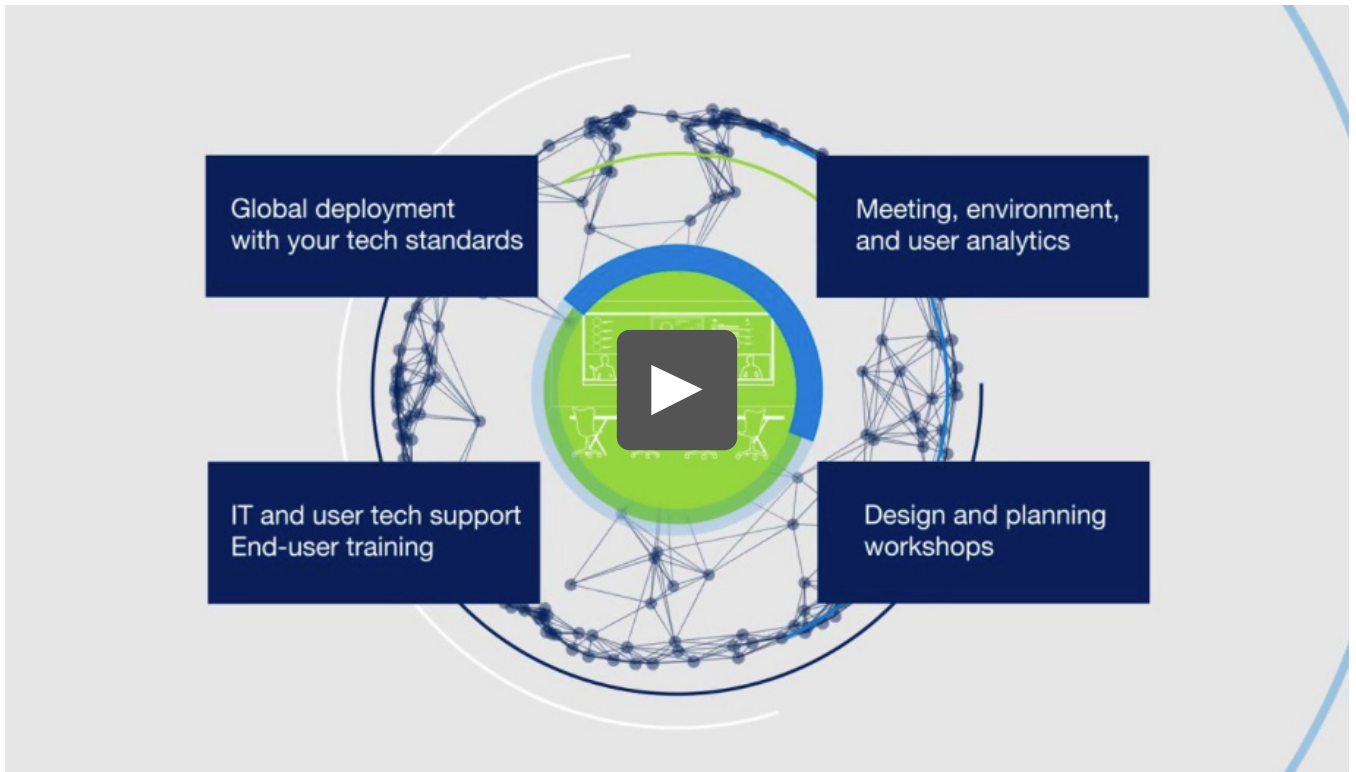 Global deployment
with your tech standards
Meeting, environment,
and user analytics
IT and user tech support
End-user training
Design and planning
workshops